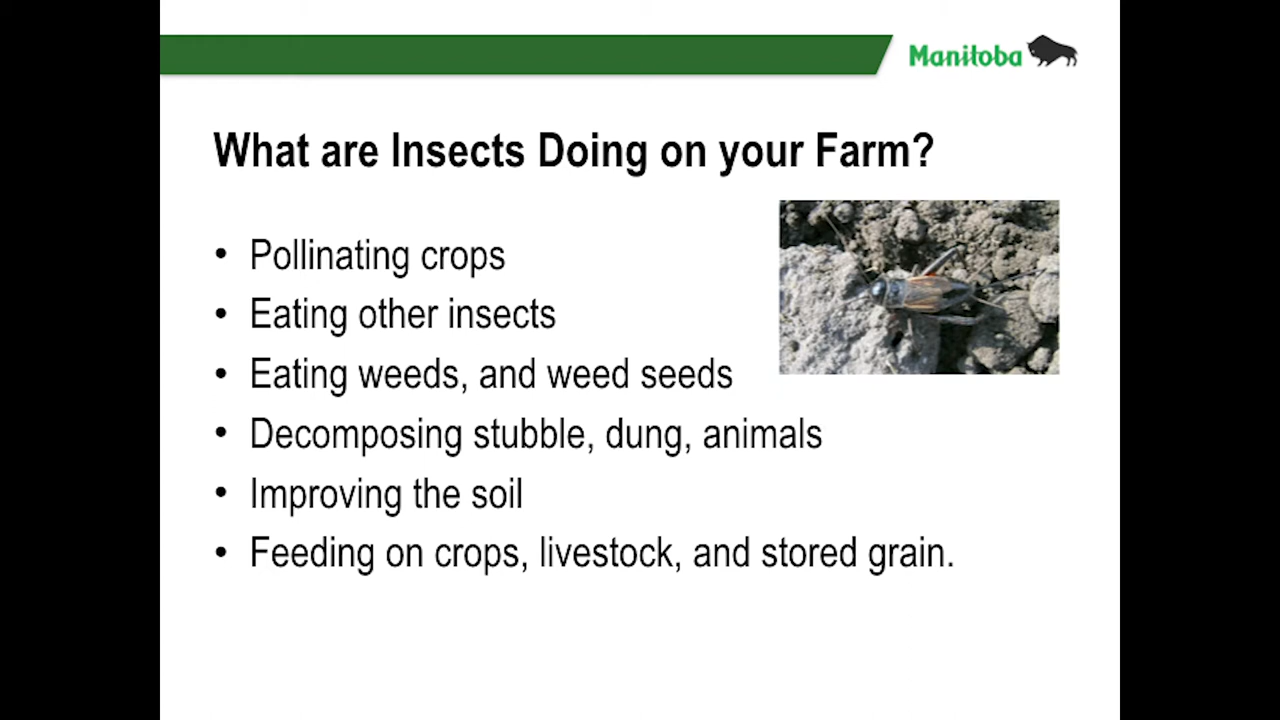 Manitoba
What are Insects Doing on your Farm?
• Pollinating crops
• Eating other insects
• Eating weeds, and weed seeds
• Decomposing stubble, dung, animals
• Improving the soil
• Feeding on crops, livestock, and stored grain.